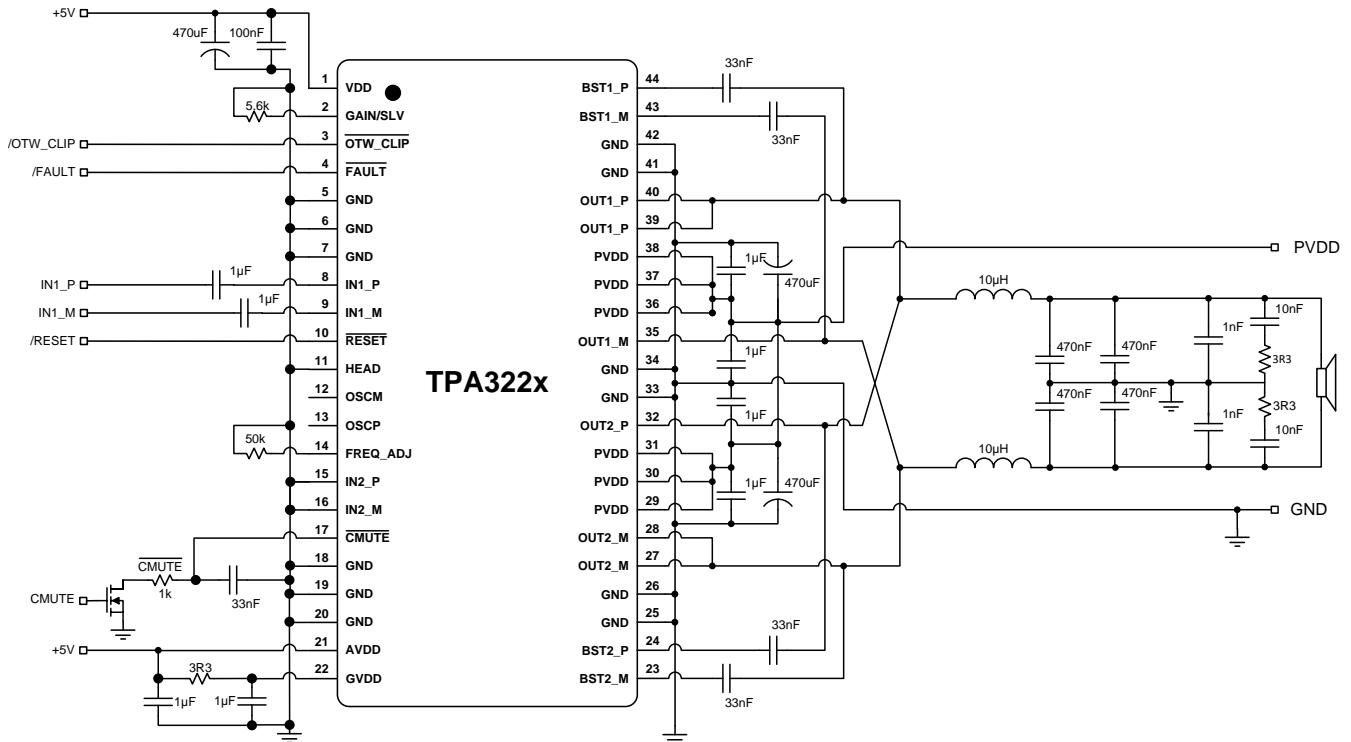 +5V
470uF
100nF
5.6k
/OTW_CLIP
/FAULT
1µF
IN1_P
1µF
IN1_M
/RESET
50k
CMUTE
1k
33nF
CMUTE
+5V
3R3
1µF
1µF
1 VDD
2 GAIN/SLV
3 OTW_CLIP
4 FAULT
5 GND
6 GND
7 GND
8 IN1_P
9 IN1_M
10 RESET
11 HEAD
12 OSCM
13 OSCP
14 FREQ_ADJ
15 IN2_P
16 IN2_M
17 CMUTE
18 GND
19 GND
20 GND
21 AVDD
22 GVDD
TPA322x
BST1_P 44
BST1_M 43
GND 42
GND 41
OUT1_P 40
OUT1_P 39
PVDD 38
PVDD 37
PVDD 36
OUT1_M 35
GND 34
GND 33
OUT2_P 32
PVDD 31
PVDD 30
PVDD 29
OUT2_M 28
OUT2_M 27
GND 26
GND 25
BST2_P 24
BST2_M 23
33nF
33nF
1µF
470uF
1µF
1µF
1µF
470uF
33nF
33nF
PVDD
10µH
470nF
470nF
1nF
10nF
3R3
470nF
470nF
1nF
3R3
10nF
10µH
GND